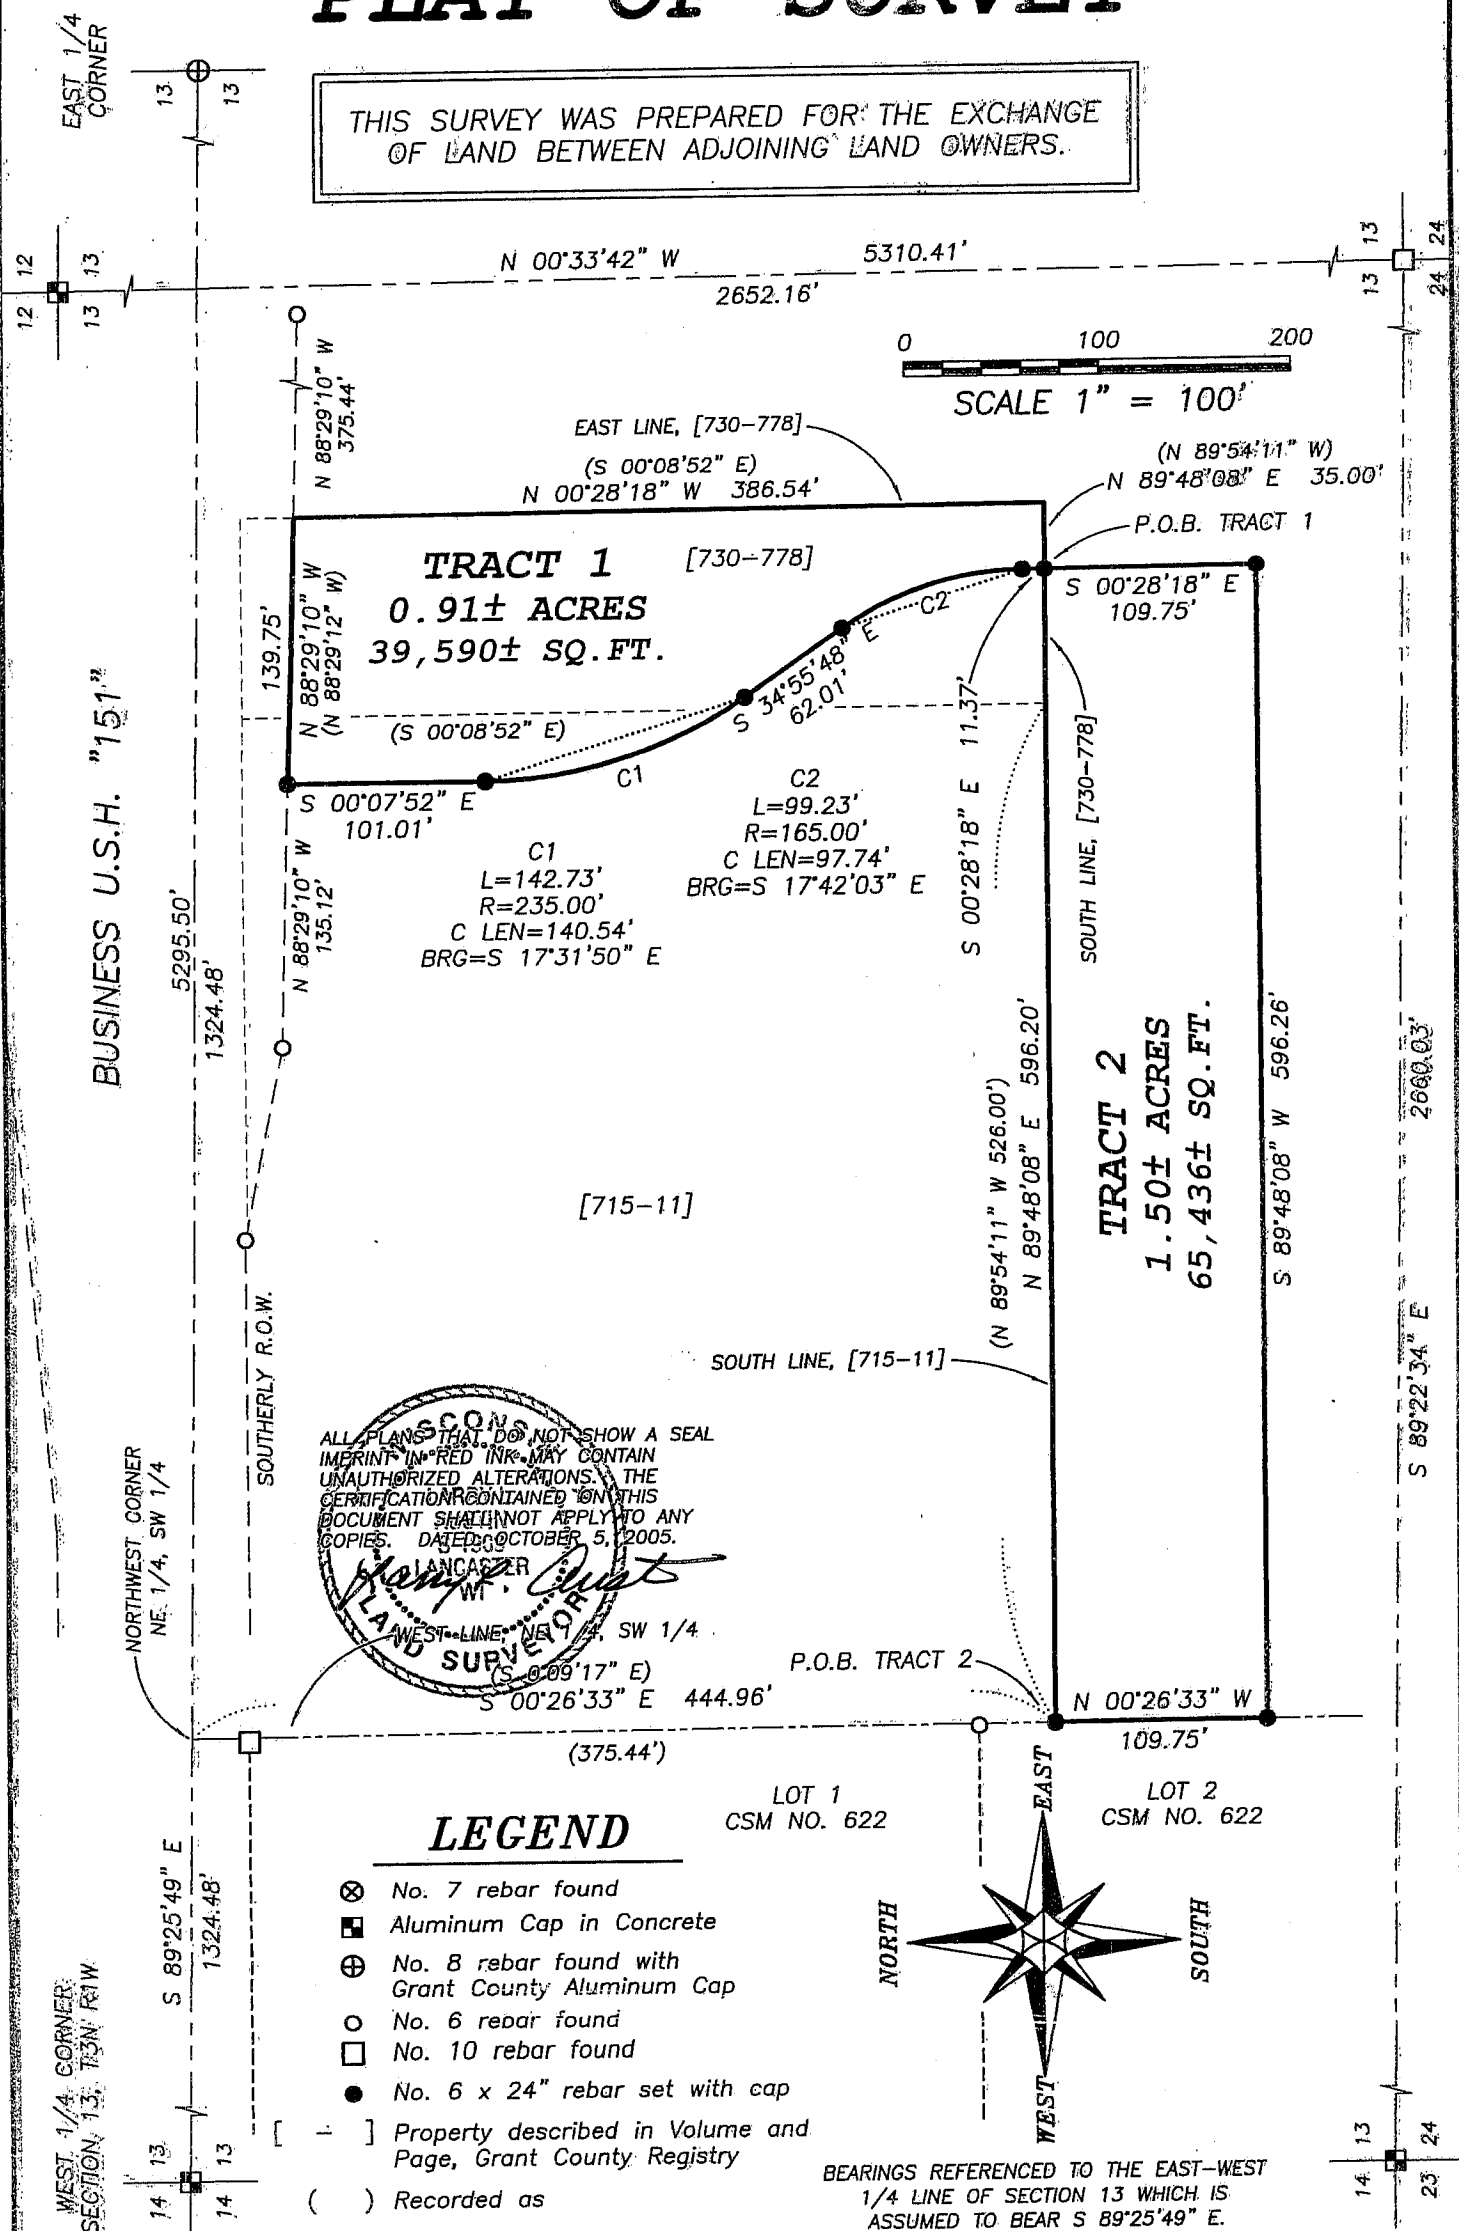 PLAT OF SURVEY
EAST 1/4
CORNER
13
13
THIS SURVEY WAS PREPARED FOR THE EXCHANGE
OF LAND BETWEEN ADJOINING LAND OWNERS.
12
13
12
13
N 00°33'42" W 5310.41'
2652.16'
13
24
13
24
0 100 200
SCALE 1" = 100'
N 88°29'10" W
375.44'
EAST LINE, [730-778]
(S 00°08'52" E)
N 00°28'18" W 386.54'
(N 89°54'11" W)
N 89°48'08" E 35.00'
P.O.B. TRACT 1
TRACT 1
0.91± ACRES
39,590± SQ.FT.
[730-778]
139.75'
N 88°29'10" W
(N 88°29'12" W)
(S 00°08'52" E)
C2
S 34°55'48" E
62.01'
S 00°28'18" E
109.75'
S 00°28'18" E 11.37'
SOUTH LINE, [730-778]
S 00°07'52" E
101.01'
C1
C1
L=142.73'
R=235.00'
C LEN=140.54'
BRG=S 17°31'50" E
C2
L=99.23'
R=165.00'
C LEN=97.74'
BRG=S 17°42'03" E
N 88°29'10" W
135.12'
BUSINESS U.S.H. "151"
5295.50'
1324.48'
(N 89°54'11" W 526.00')
N 89°48'08" E 596.20'
TRACT 2
1.50± ACRES
65,436± SQ.FT.
S 89°48'08" W 596.26'
2660.03'
S 89°22'34" E
[715-11]
SOUTH LINE, [715-11]
SOUTHERLY R.O.W.
NORTHWEST CORNER
NE 1/4, SW 1/4
ALL PLANS THAT DO NOT SHOW A SEAL
IMPRINT IN RED INK MAY CONTAIN
UNAUTHORIZED ALTERATIONS. THE
CERTIFICATION CONTAINED ON THIS
DOCUMENT SHALL NOT APPLY TO ANY
COPIES. DATED: OCTOBER 5, 2005.
LANCASTER
WI
LAND SURVEYOR
WEST LINE, NE 1/4, SW 1/4
(S 0°09'17" E)
S 00°26'33" E 444.96'
(375.44')
P.O.B. TRACT 2
N 00°26'33" W
109.75'
LOT 1
CSM NO. 622
LOT 2
CSM NO. 622
EAST
NORTH
SOUTH
WEST
LEGEND
No. 7 rebar found
Aluminum Cap in Concrete
No. 8 rebar found with
Grant County Aluminum Cap
No. 6 rebar found
No. 10 rebar found
No. 6 x 24" rebar set with cap
[ - ] Property described in Volume and
Page, Grant County Registry
( ) Recorded as
S 89°25'49" E
1324.48'
WEST 1/4 CORNER
SECTION 13, T3N R1W
13
13
14
14
BEARINGS REFERENCED TO THE EAST-WEST
1/4 LINE OF SECTION 13 WHICH IS
ASSUMED TO BEAR S 89°25'49" E.
13
24
14
23